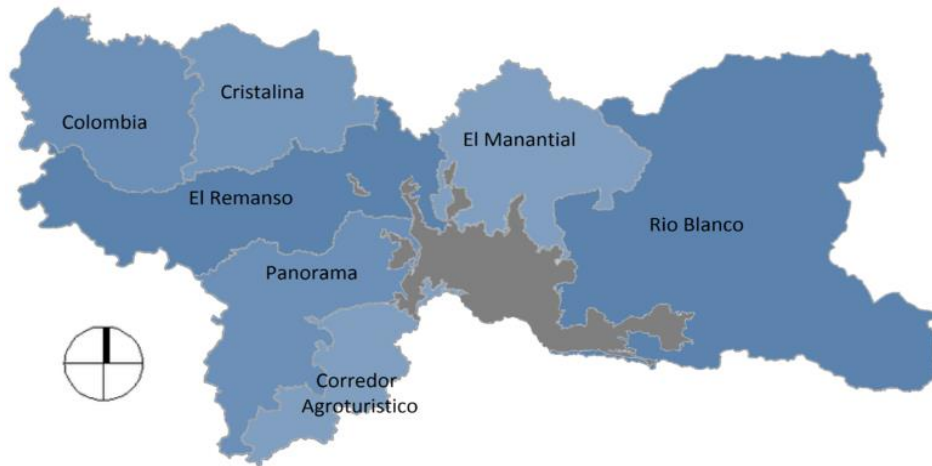 Cristalina
Colombia
El Manantial
El Remanso
Rio Blanco
Panorama
Corredor
Agroturistico